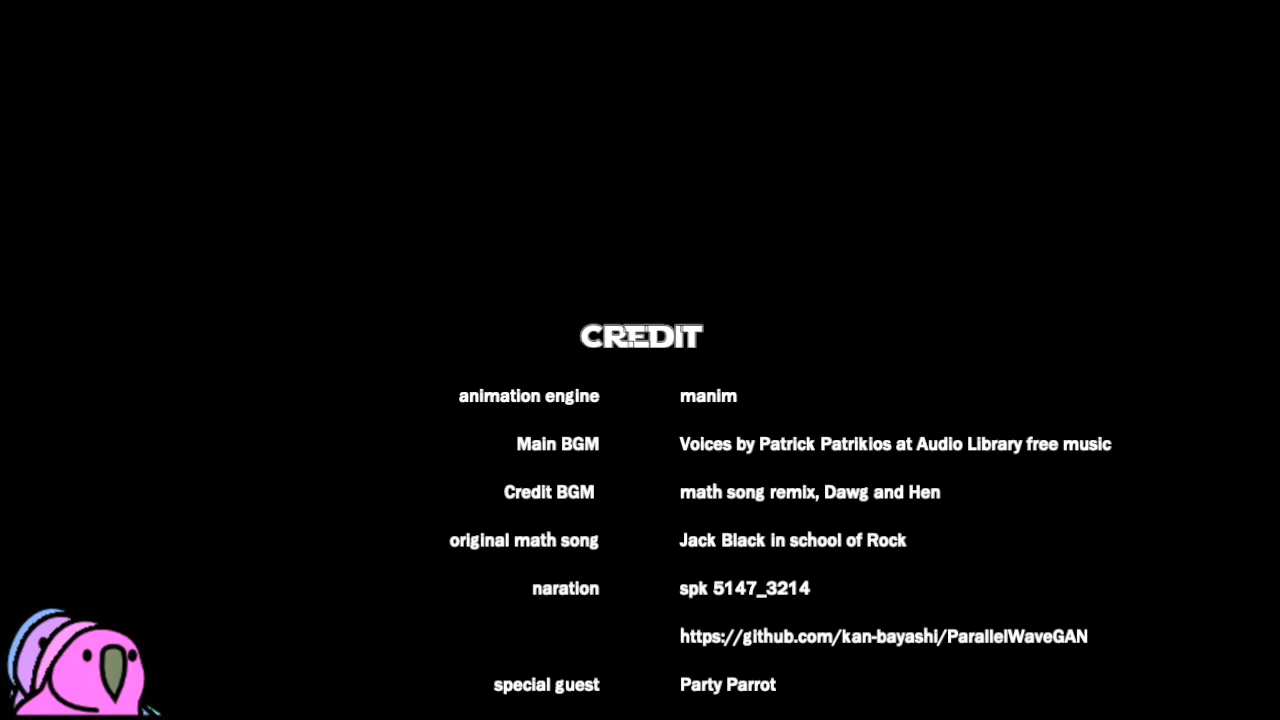 CREDIT
animation engine manim
Main BGM Voices by Patrick Patrikios at Audio Library free music
Credit BGM math song remix, Dawg and Hen
original math song Jack Black in school of Rock
naration spk 5147_3214
https://github.com/kan-bayashi/ParallelWaveGAN
special guest Party Parrot